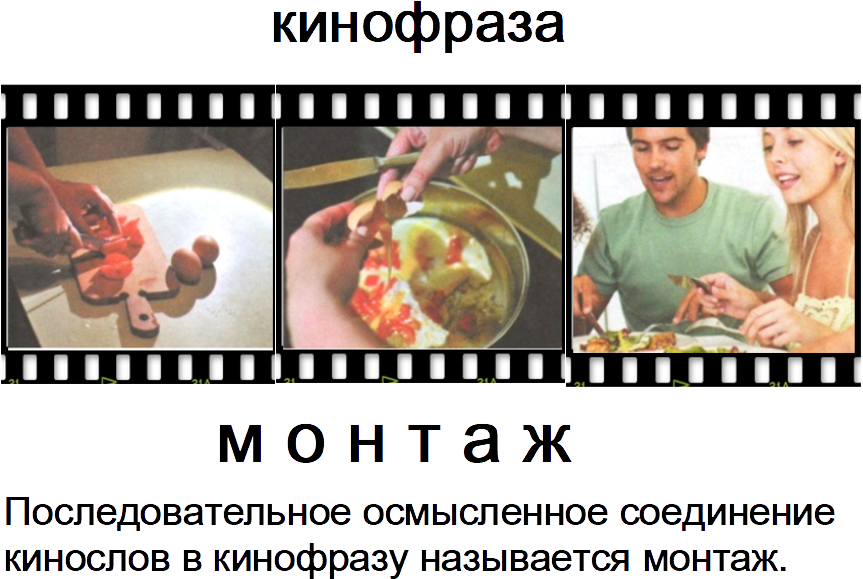 кинофраза
м о н т а ж
Последовательное осмысленное соединение
кинослов в кинофразу называется монтаж.